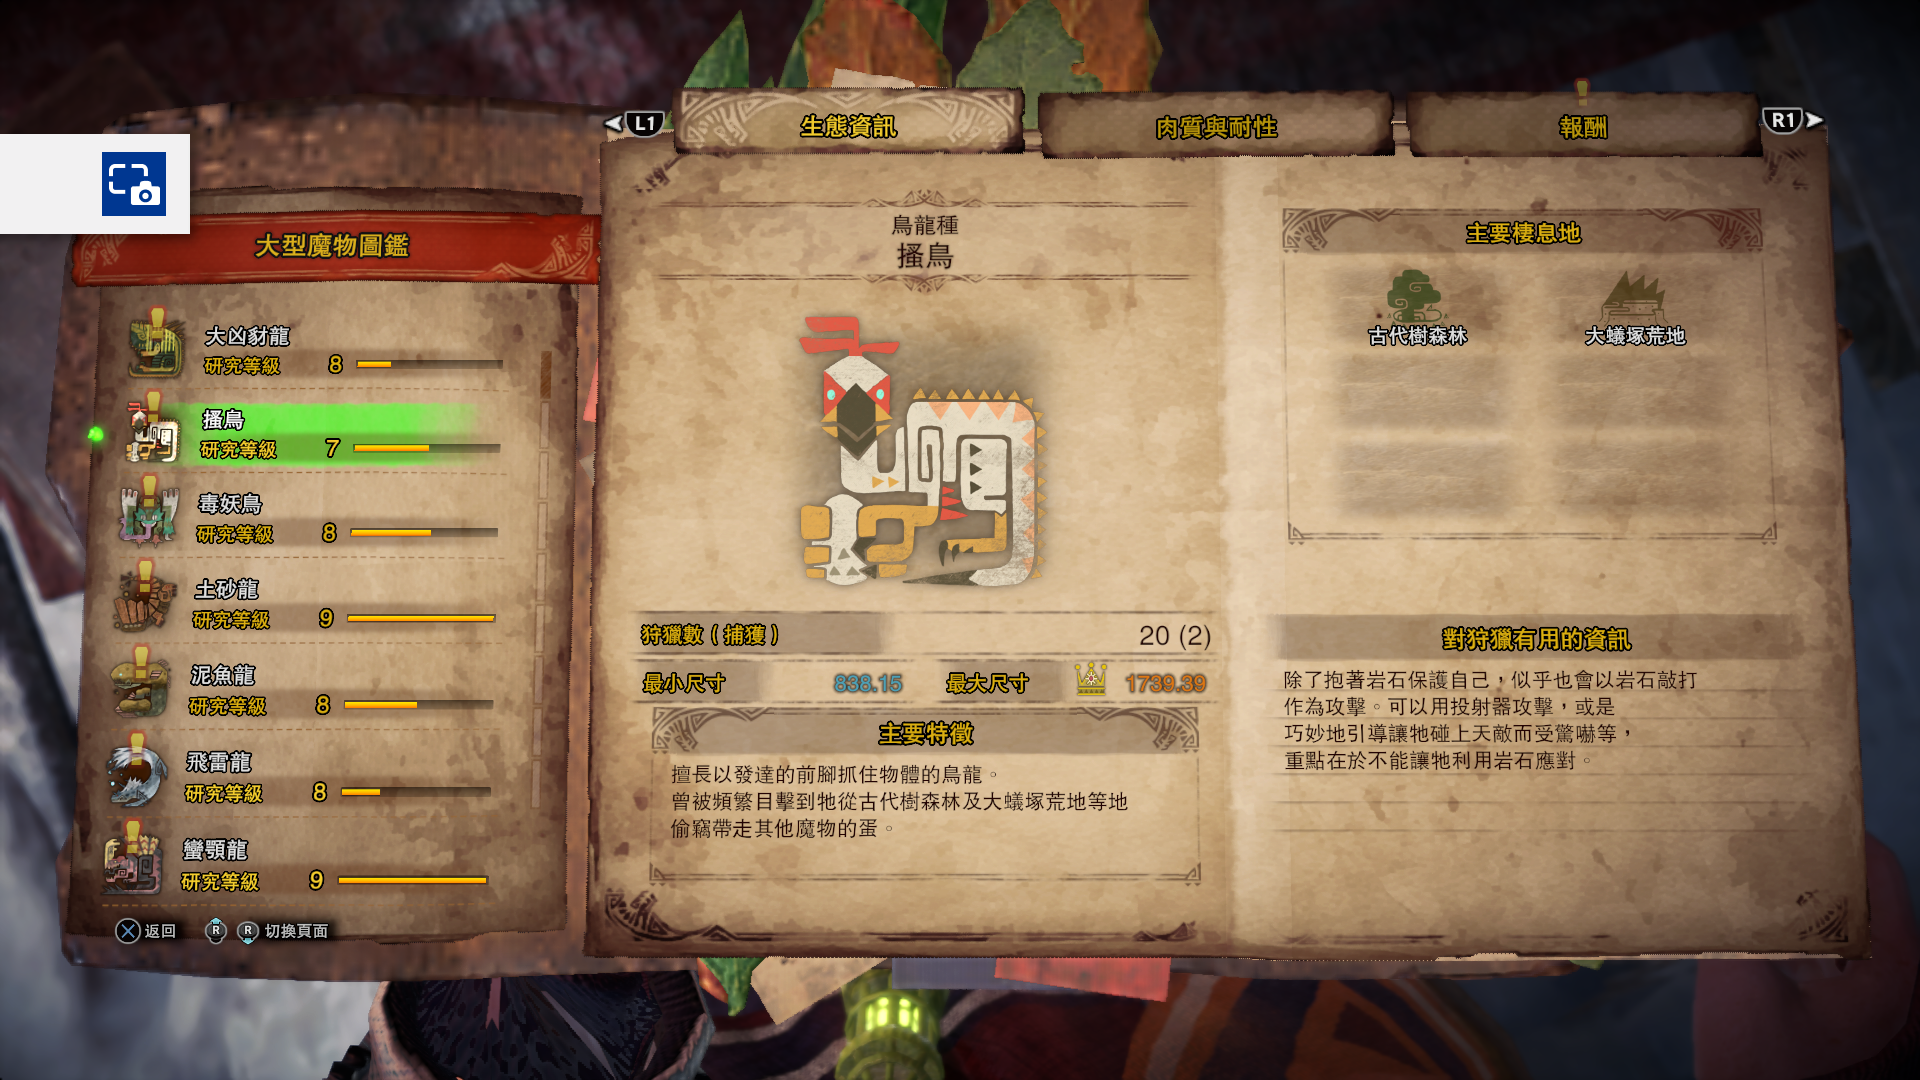 L1
生態資訊
肉質與耐性
報酬
R1
大型魔物圖鑑
大凶豺龍
研究等級 8
搔鳥
研究等級 7
毒妖鳥
研究等級 8
土砂龍
研究等級 9
泥魚龍
研究等級 8
飛雷龍
研究等級 8
蠻顎龍
研究等級 9
返回
R
R
切換頁面
鳥龍種
搔鳥
狩獵數(捕獲) 20 (2)
最小尺寸 838.15 最大尺寸 1739.39
主要特徵
擅長以發達的前腳抓住物體的鳥龍。
曾被頻繁目擊到牠從古代樹森林及大蟻塚荒地等地
偷竊帶走其他魔物的蛋。
主要棲息地
古代樹森林 大蟻塚荒地
對狩獵有用的資訊
除了抱著岩石保護自己，似乎也會以岩石敲打
作為攻擊。可以用投射器攻擊，或是
巧妙地引導讓牠碰上天敵而受驚嚇等，
重點在於不能讓牠利用岩石應對。